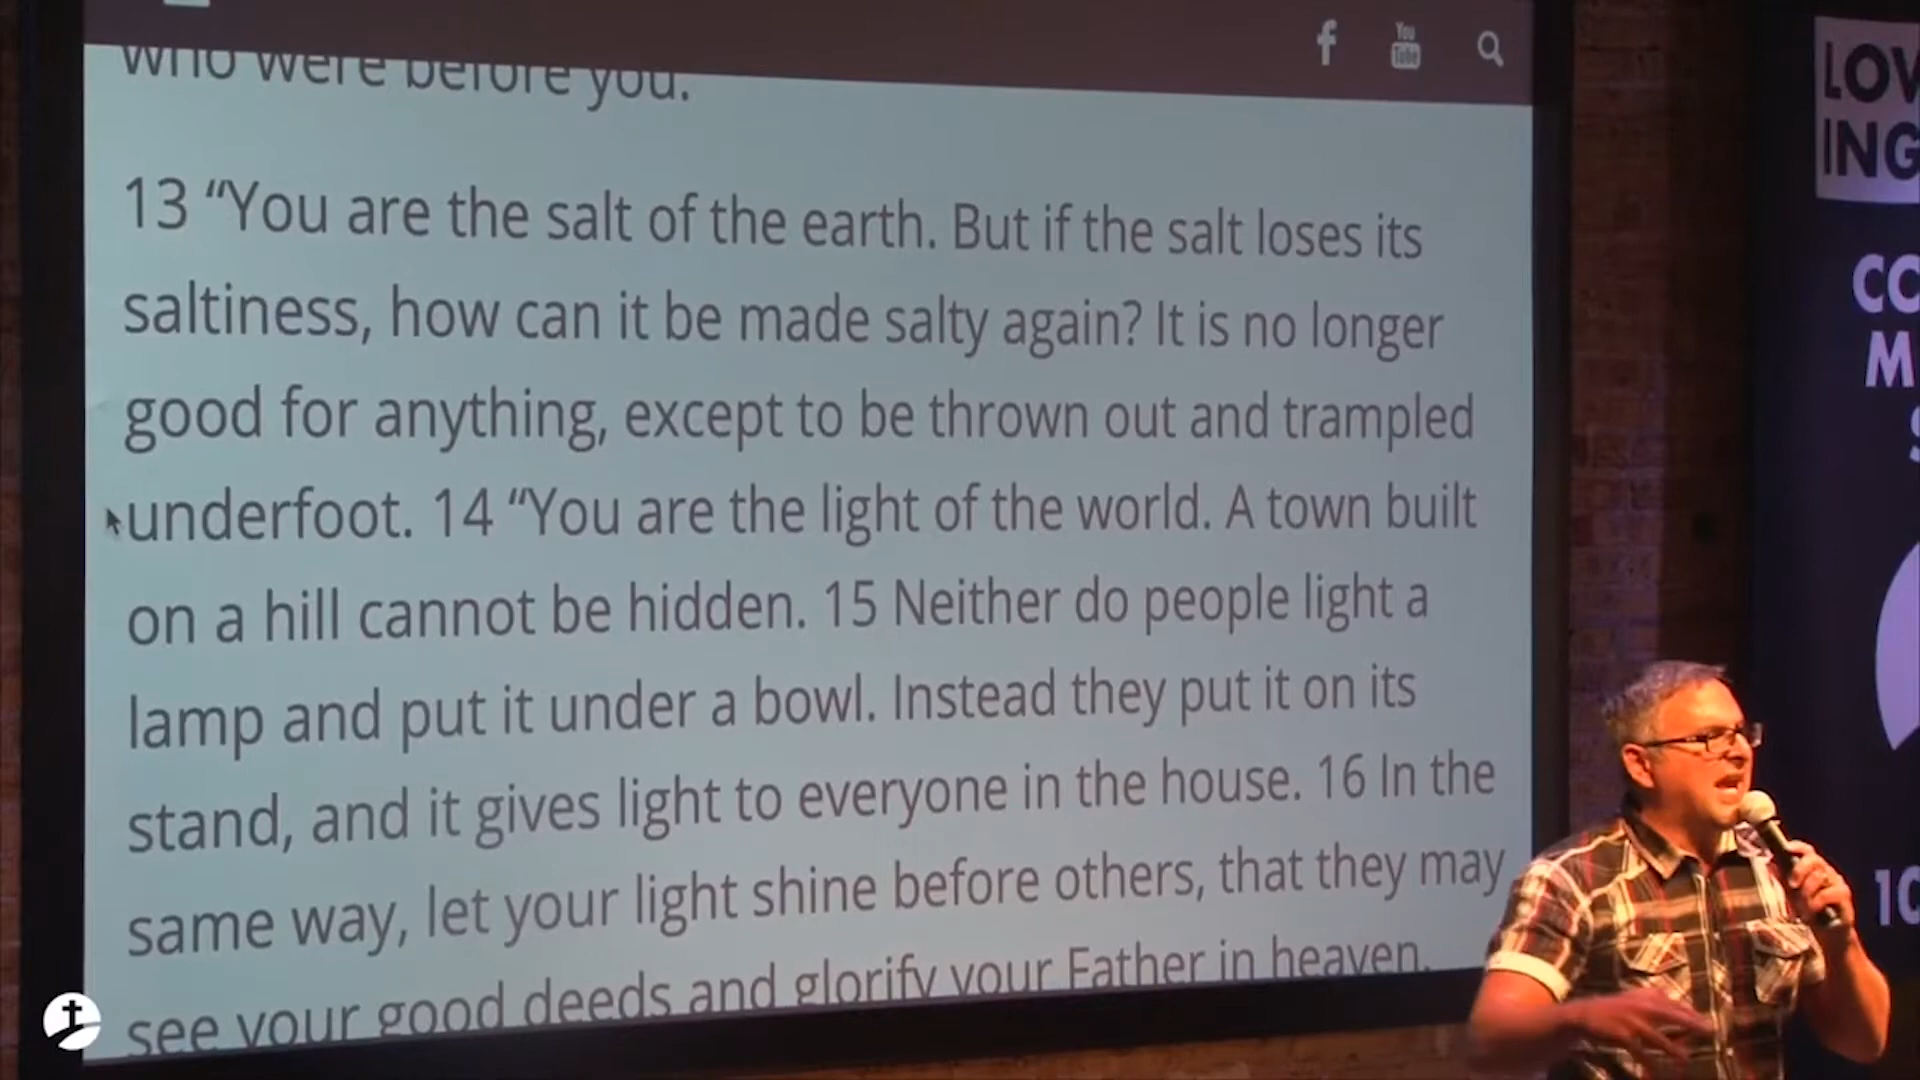 who were before you.
13 “You are the salt of the earth. But if the salt loses its
saltiness, how can it be made salty again? It is no longer
good for anything, except to be thrown out and trampled
underfoot. 14 “You are the light of the world. A town built
on a hill cannot be hidden. 15 Neither do people light a
lamp and put it under a bowl. Instead they put it on its
stand, and it gives light to everyone in the house. 16 In the
same way, let your light shine before others, that they may
see your good deeds and glorify your Father in heaven.
You
Tube
LOV
ING
CO
M
S
10